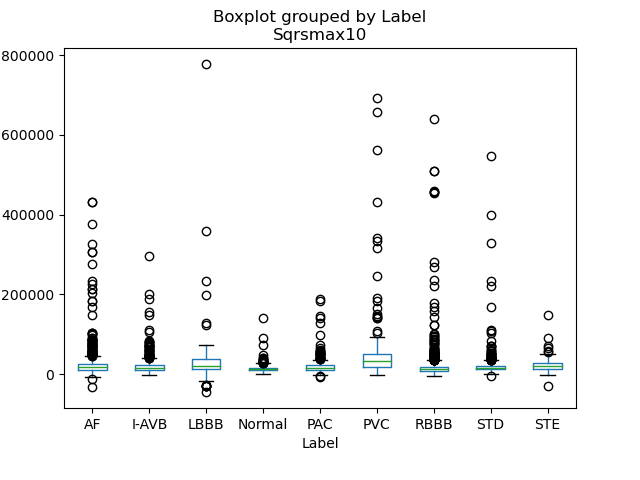 Boxplot grouped by Label
Sqrsmax10
800000
600000
400000
200000
0
AF I-AVB LBBB Normal PAC PVC RBBB STD STE
Label